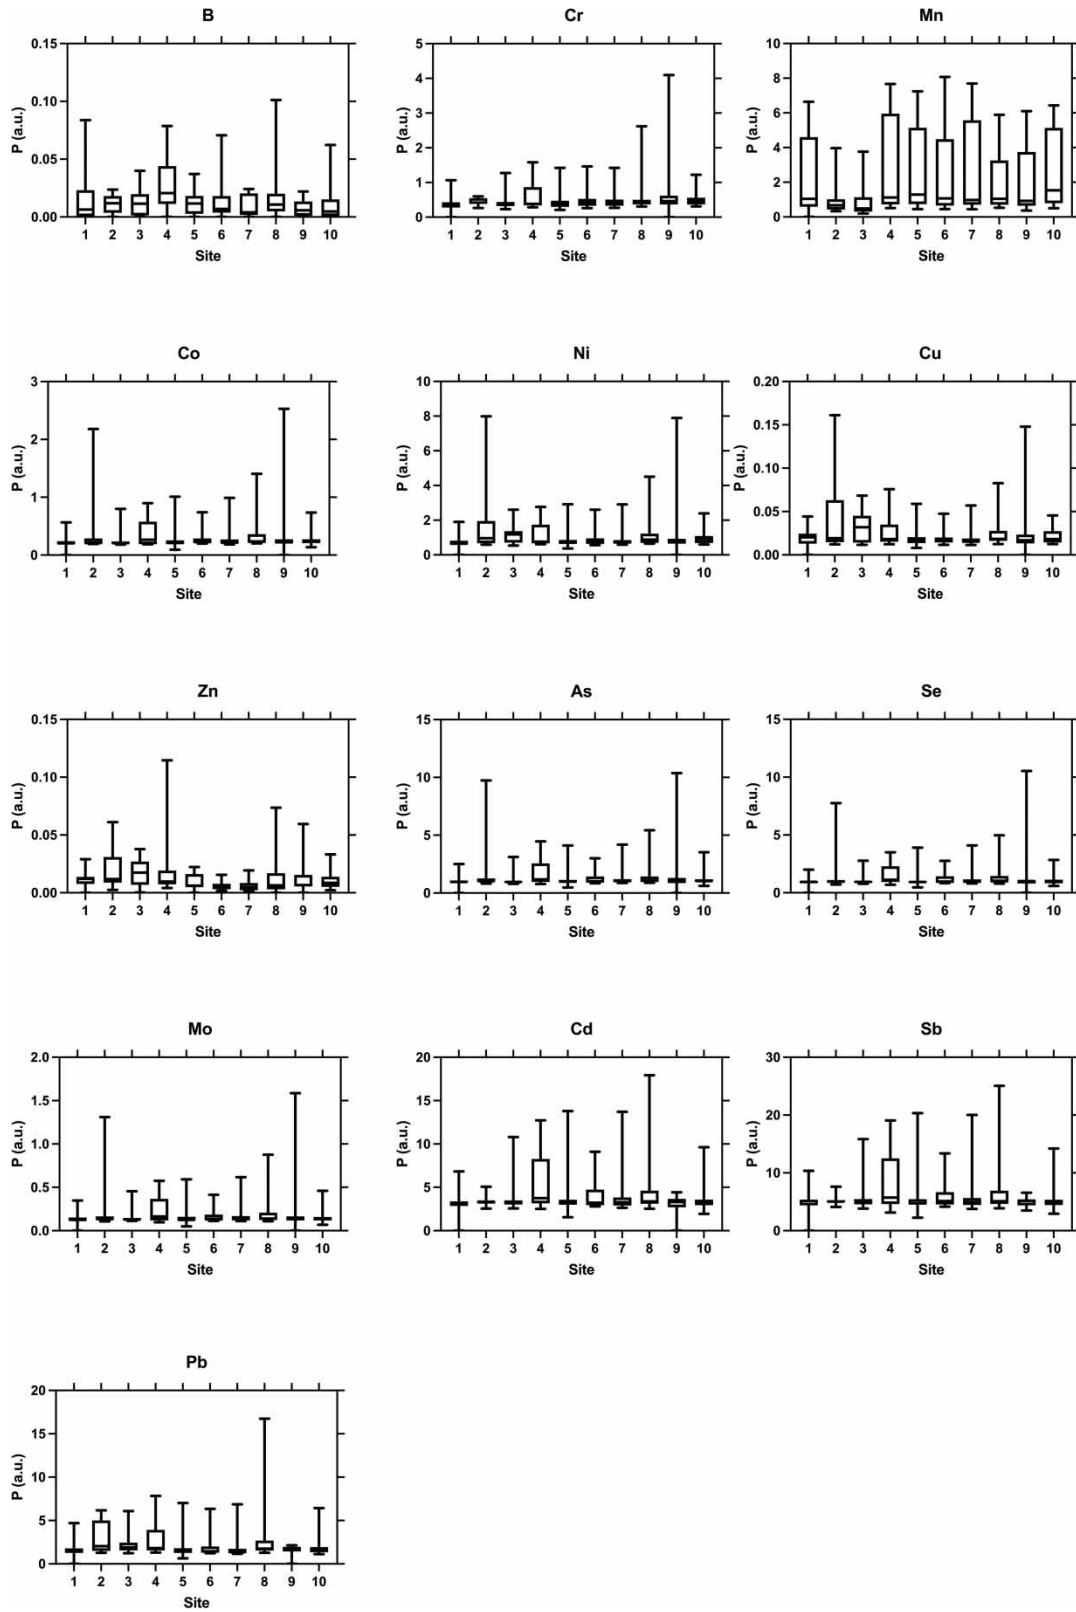 B
0.15
0.10
0.05
0.00
P (a.u.)
1 2 3 4 5 6 7 8 9 10
Site
Cr
5
4
3
2
1
0
P (a.u.)
1 2 3 4 5 6 7 8 9 10
Site
Mn
10
8
6
4
2
0
P (a.u.)
1 2 3 4 5 6 7 8 9 10
Site
Co
3
2
1
0
P (a.u.)
1 2 3 4 5 6 7 8 9 10
Site
Ni
10
8
6
4
2
0
P (a.u.)
1 2 3 4 5 6 7 8 9 10
Site
Cu
0.20
0.15
0.10
0.05
0.00
P (a.u.)
1 2 3 4 5 6 7 8 9 10
Site
Zn
0.15
0.10
0.05
0.00
P (a.u.)
1 2 3 4 5 6 7 8 9 10
Site
As
15
10
5
0
P (a.u.)
1 2 3 4 5 6 7 8 9 10
Site
Se
15
10
5
0
P (a.u.)
1 2 3 4 5 6 7 8 9 10
Site
Mo
2.0
1.5
1.0
0.5
0.0
P (a.u.)
1 2 3 4 5 6 7 8 9 10
Site
Cd
20
15
10
5
0
P (a.u.)
1 2 3 4 5 6 7 8 9 10
Site
Sb
30
20
10
0
P (a.u.)
1 2 3 4 5 6 7 8 9 10
Site
Pb
20
15
10
5
0
P (a.u.)
1 2 3 4 5 6 7 8 9 10
Site